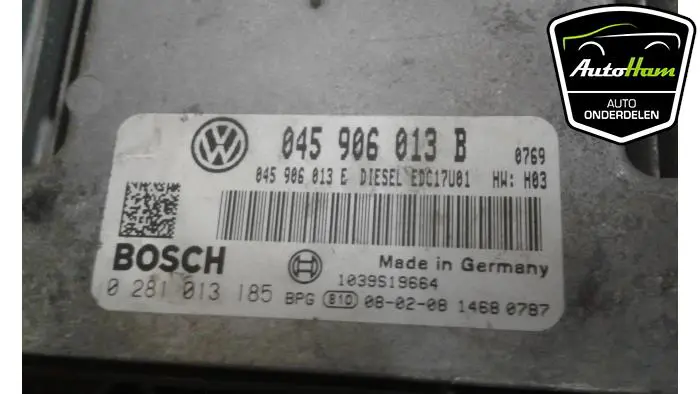 AutoHam
AUTO
ONDERDELEN
045 906 013 B 0769
045 906 013 E DIESEL EDC17U01 HW: H03
BOSCH
Made in Germany
1039S19664
0 281 013 185 BPG 810 08-02-08 1468 0787